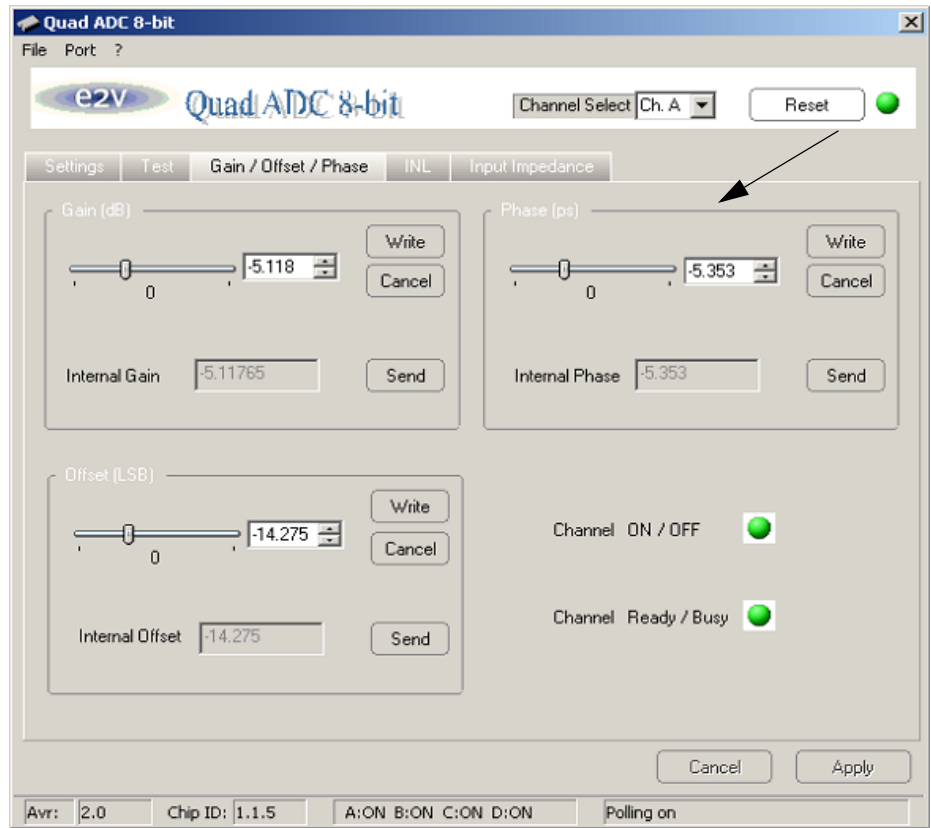 Quad ADC 8-bit
File Port ?
e2v Quad ADC 8-bit Channel Select Ch. A Reset
Settings Test Gain / Offset / Phase INL Input Impedance
Gain (dB)
-5.118
0
Write
Cancel
Internal Gain -5.11765 Send
Phase (ps)
-5.353
0
Write
Cancel
Internal Phase -5.353 Send
Offset (LSB)
-14.275
0
Write
Cancel
Internal Offset -14.275 Send
Channel ON / OFF
Channel Ready / Busy
Cancel Apply
Avr: 2.0 Chip ID: 1.1.5 A:ON B:ON C:ON D:ON Polling on